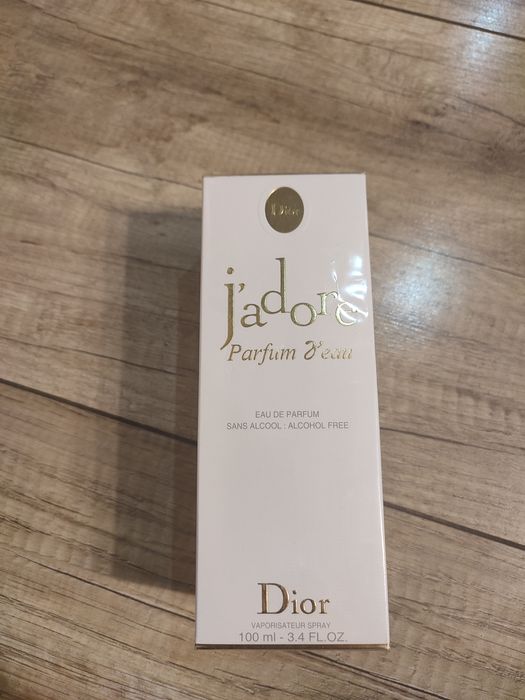 Dior
j'adore
Parfum d'eau
EAU DE PARFUM
SANS ALCOOL : ALCOHOL FREE
Dior
VAPORISATEUR SPRAY
100 ml - 3.4 FL.OZ.